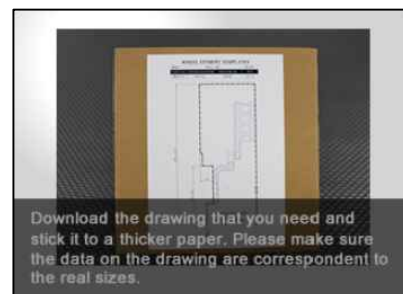 Download the drawing that you need and
stick it to a thicker paper. Please make sure
the data on the drawing are correspondent to
the real sizes.